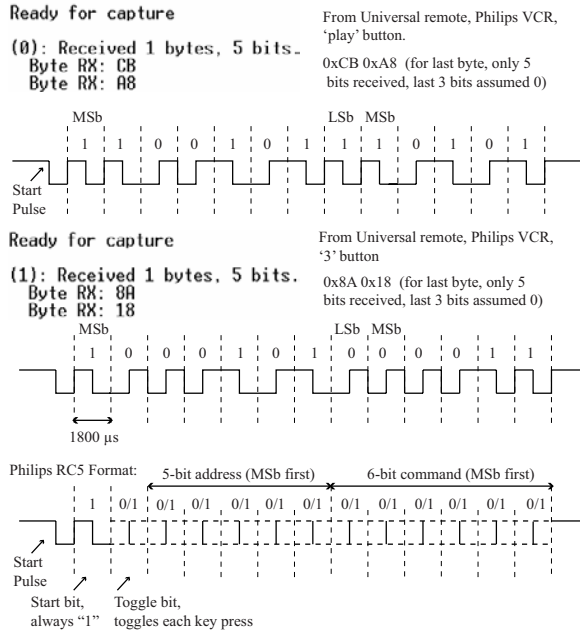 Ready for capture
(0): Received 1 bytes, 5 bits.
Byte RX: CB
Byte RX: A8
From Universal remote, Philips VCR,
‘play’ button.
0xCB 0xA8 (for last byte, only 5
bits received, last 3 bits assumed 0)
MSb LSb MSb
1 1 0 0 1 0 1 1 1 0 1 0 1
Start
Pulse
Ready for capture
(1): Received 1 bytes, 5 bits.
Byte RX: 8A
Byte RX: 18
From Universal remote, Philips VCR,
‘3’ button
0x8A 0x18 (for last byte, only 5
bits received, last 3 bits assumed 0)
MSb LSb MSb
1 0 0 0 1 0 1 0 0 0 0 1 1
1800 µs
Philips RC5 Format:
5-bit address (MSb first) 6-bit command (MSb first)
1 0/1 0/1 0/1 0/1 0/1 0/1 0/1 0/1 0/1 0/1 0/1 0/1
Start
Pulse
Start bit,
always “1”
Toggle bit,
toggles each key press